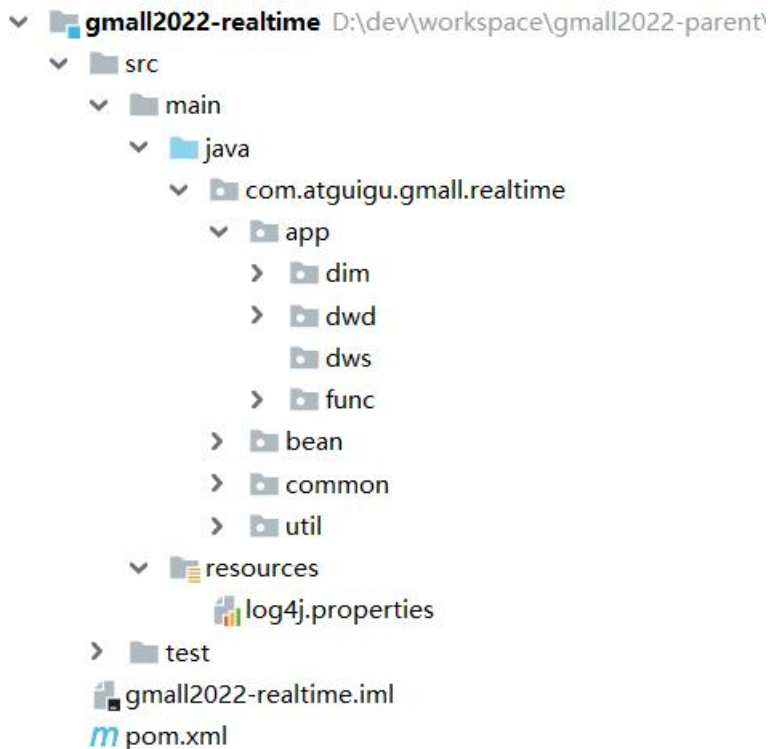 gmall2022-realtime D:\dev\workspace\gmall2022-parent\
src
main
java
com.atguigu.gmall.realtime
app
dim
dwd
dws
func
bean
common
util
resources
log4j.properties
test
gmall2022-realtime.iml
m pom.xml